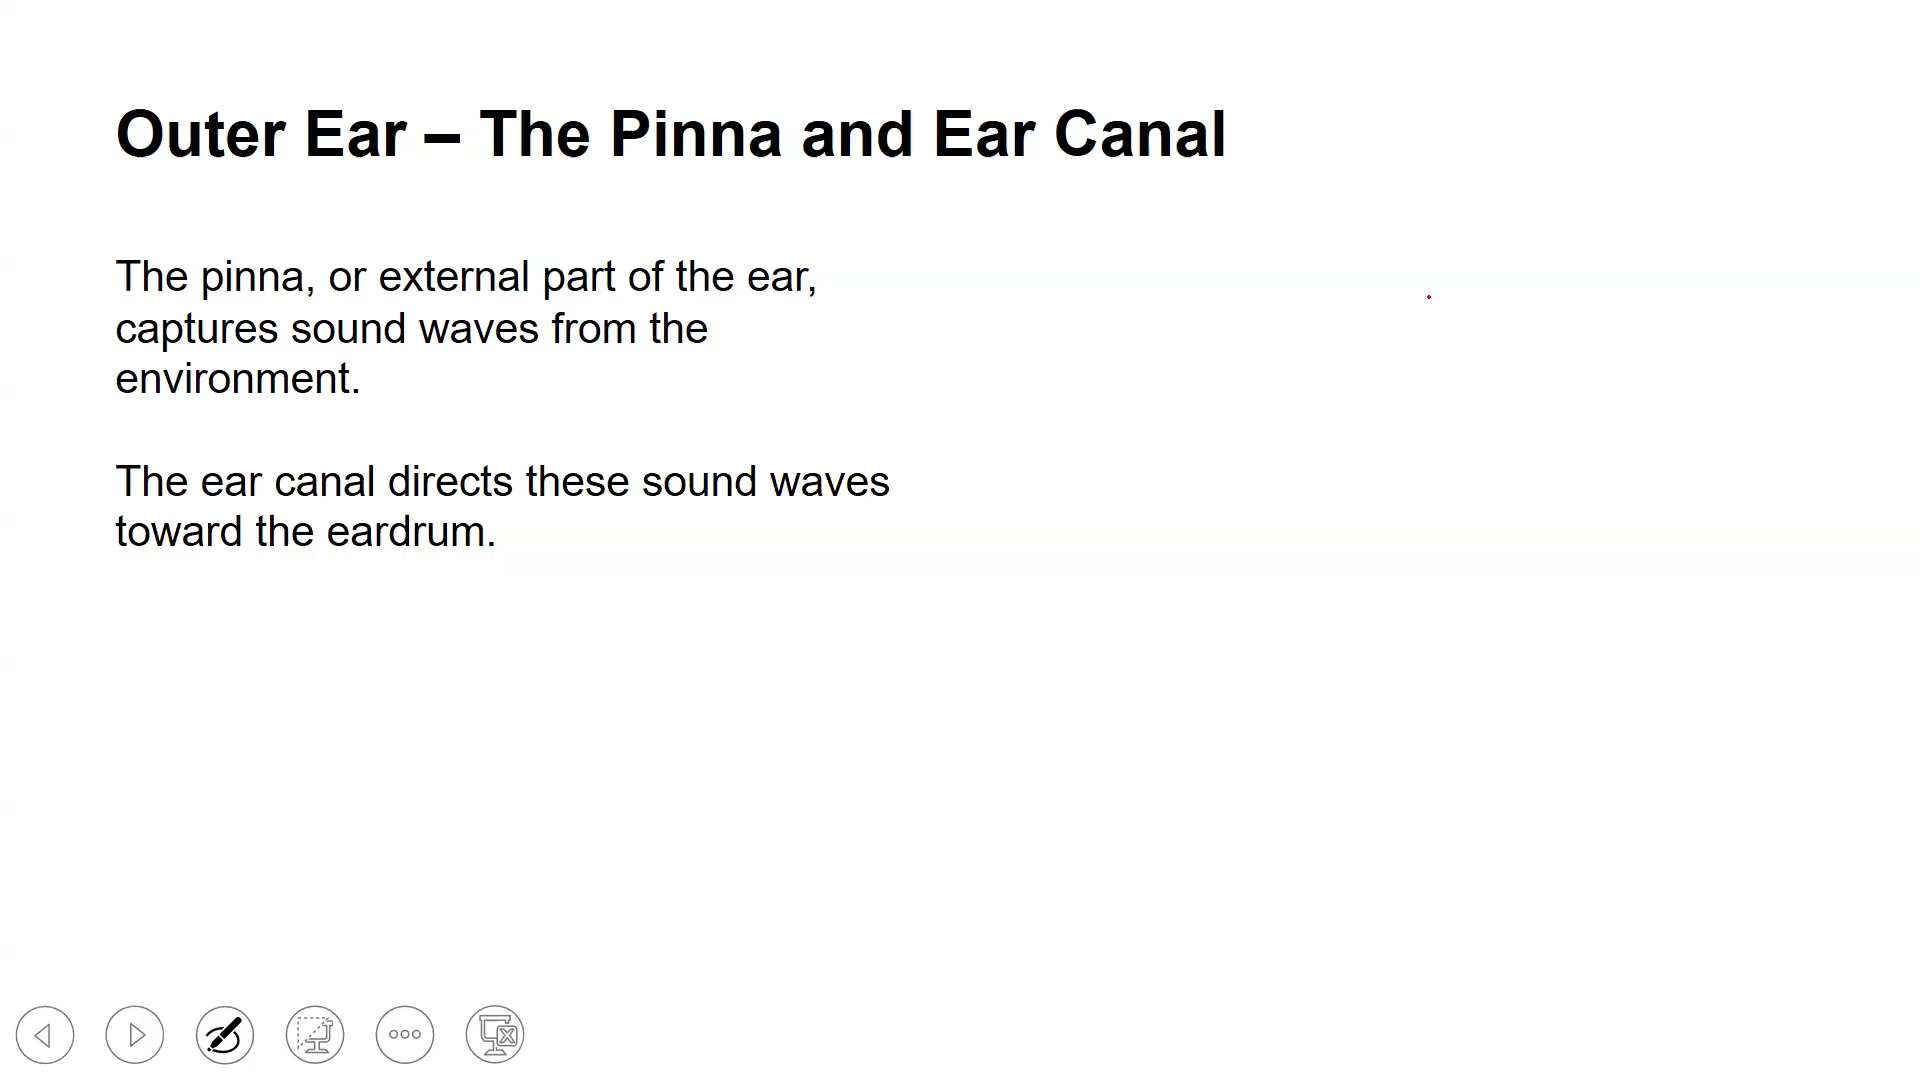 Outer Ear – The Pinna and Ear Canal
The pinna, or external part of the ear,
captures sound waves from the
environment.
The ear canal directs these sound waves
toward the eardrum.